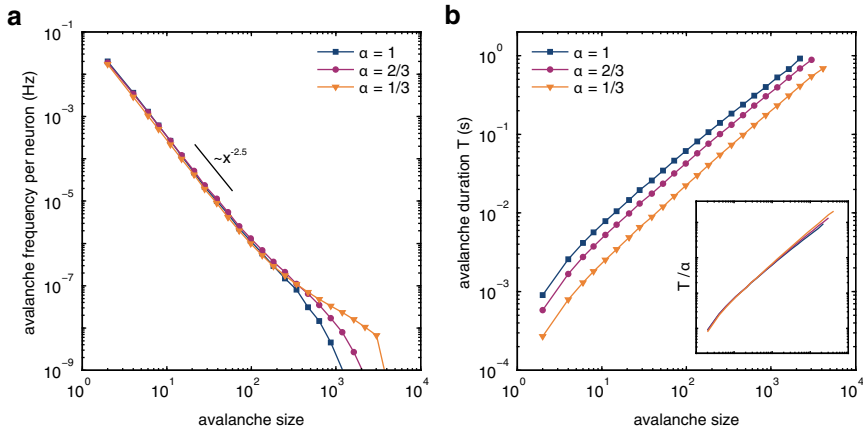 a
avalanche frequency per neuron (Hz)
10^-1
10^-3
10^-5
10^-7
10^-9
α = 1
α = 2/3
α = 1/3
~x^-2.5
10^0 10^1 10^2 10^3 10^4
avalanche size
b
avalanche duration T (s)
10^0
10^-1
10^-2
10^-3
10^-4
α = 1
α = 2/3
α = 1/3
T / α
10^0 10^1 10^2 10^3 10^4
avalanche size